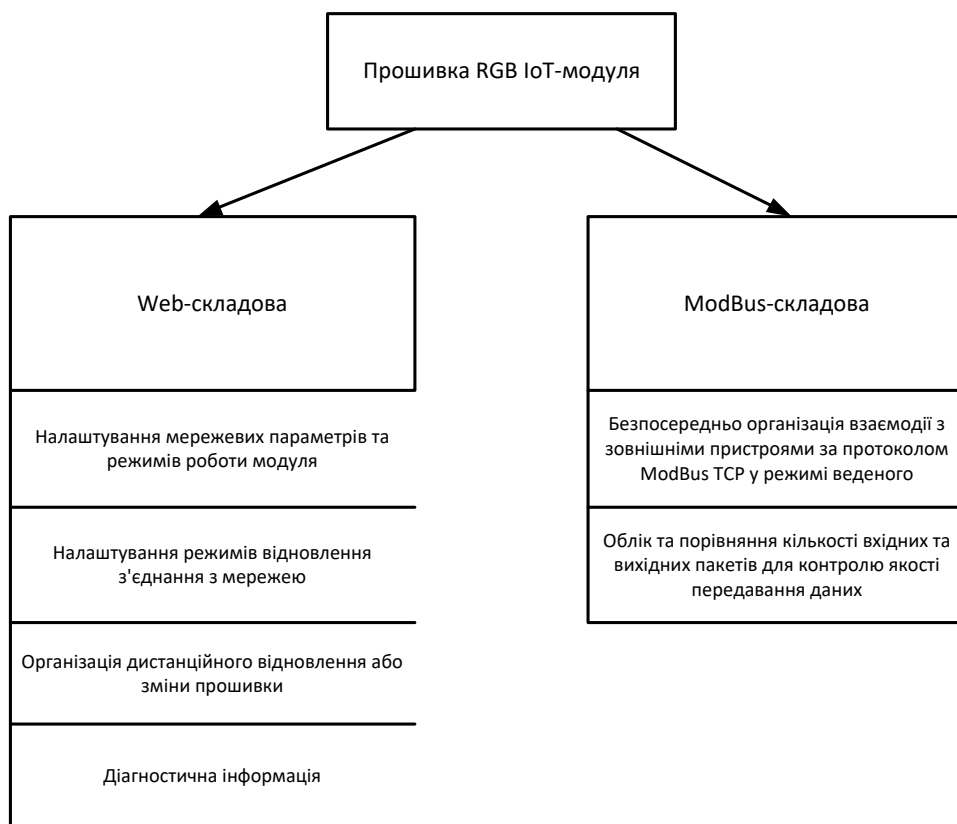 Прошивка RGB IoT-модуля
Web-складова
Налаштування мережевих параметрів та
режимів роботи модуля
Налаштування режимів відновлення
з'єднання з мережею
Організація дистанційного відновлення або
зміни прошивки
Діагностична інформація
ModBus-складова
Безпосередньо організація взаємодії з
зовнішніми пристроями за протоколом
ModBus TCP у режимі веденого
Облік та порівняння кількості вхідних та
вихідних пакетів для контролю якості
передавання даних